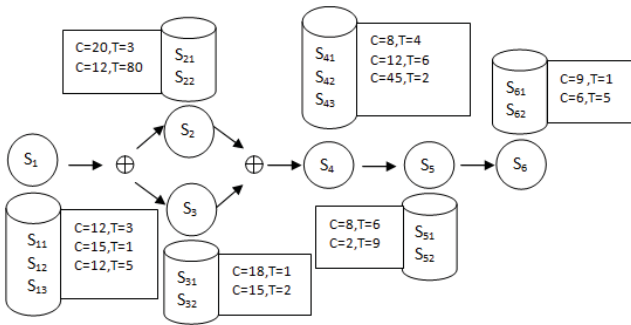 C=20,T=3
C=12,T=80
S21
S22
C=8,T=4
C=12,T=6
C=45,T=2
S41
S42
S43
C=9,T=1
C=6,T=5
S61
S62
S1
S2
S3
S4
S5
S6
S11
S12
S13
C=12,T=3
C=15,T=1
C=12,T=5
S31
S32
C=18,T=1
C=15,T=2
C=8,T=6
C=2,T=9
S51
S52